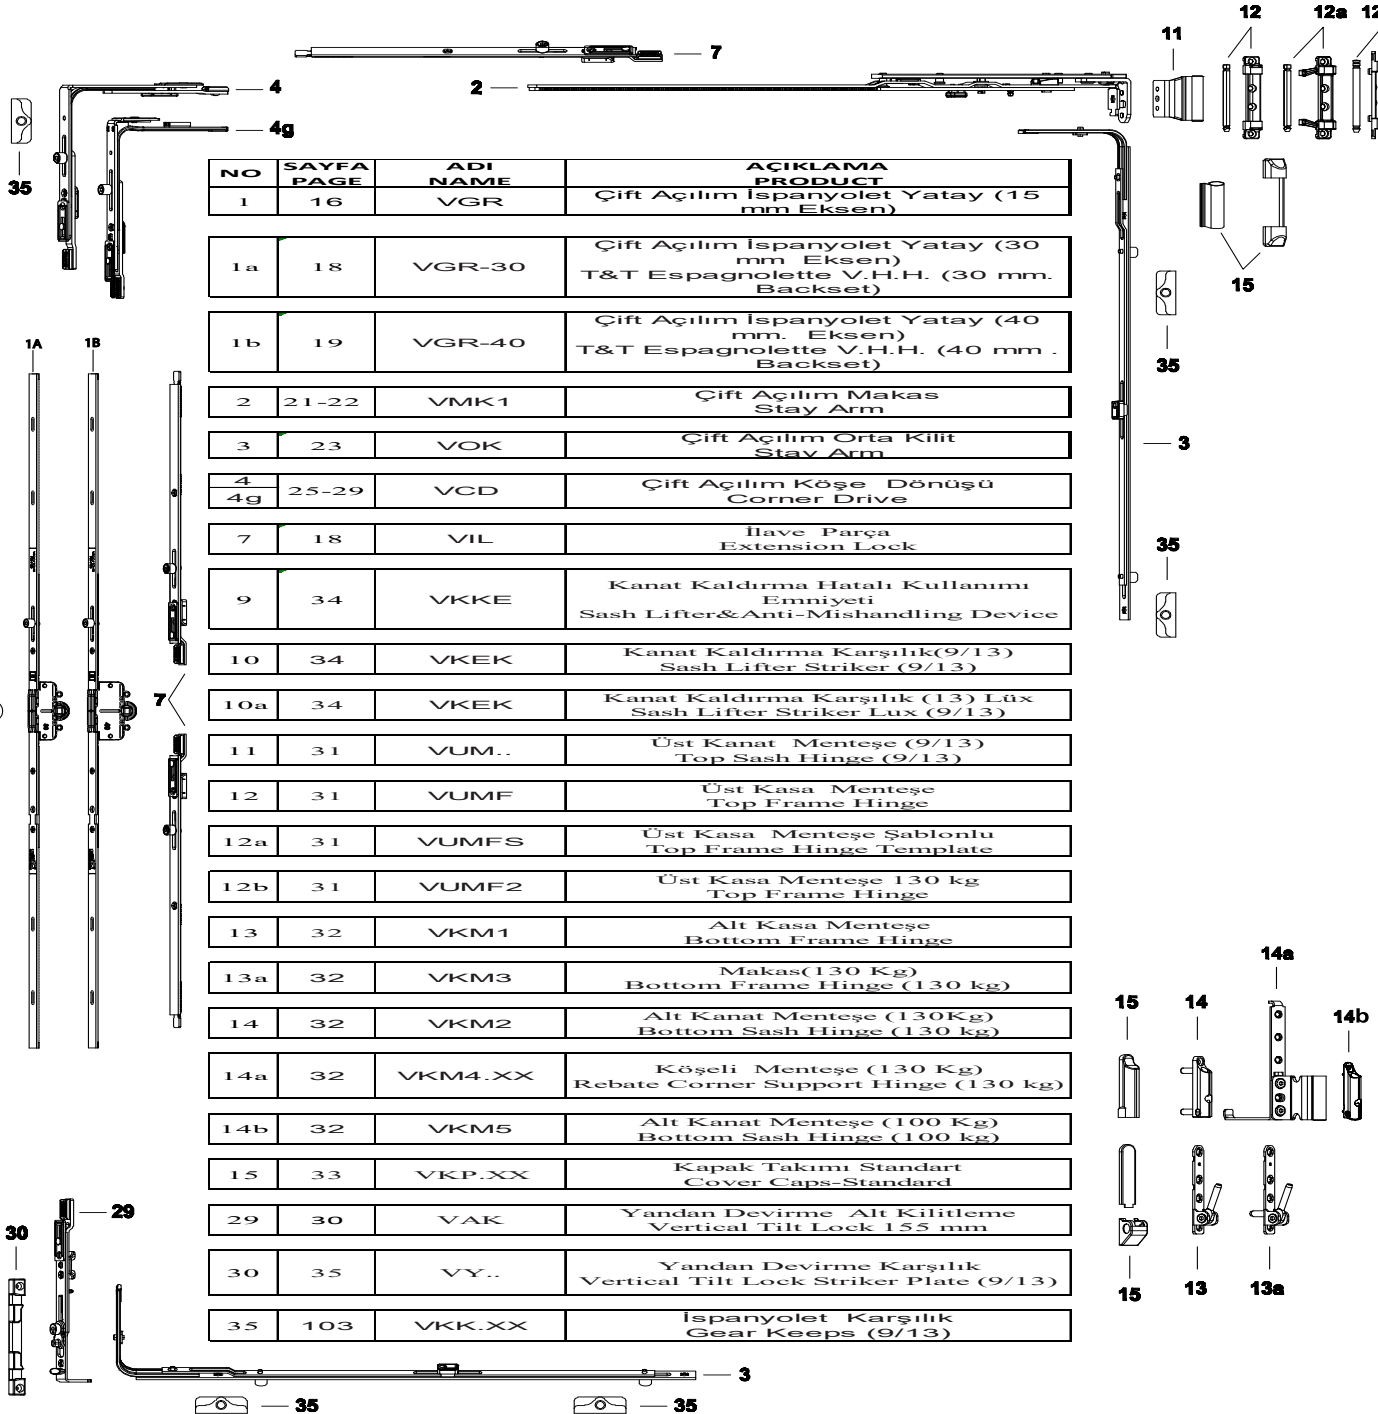 12
12a
12
11
7
4
2
4g
35
NO SAYFA PAGE ADI NAME AÇIKLAMA PRODUCT
1 16 VGR Çift Açılım İspanyolet Yatay (15
mm Eksen)
1a 18 VGR-30 Çift Açılım İspanyolet Yatay (30
mm Eksen)
T&T Espagnolette V.H.H. (30 mm.
Backset)
1b 19 VGR-40 Çift Açılım İspanyolet Yatay (40
mm. Eksen)
T&T Espagnolette V.H.H. (40 mm .
Backset)
2 21-22 VMK1 Çift Açılım Makas
Stay Arm
3 23 VOK Çift Açılım Orta Kilit
Stay Arm
4
4g 25-29 VCD Çift Açılım Köşe Dönüşü
Corner Drive
7 18 VIL İlave Parça
Extension Lock
9 34 VKKE Kanat Kaldırma Hatalı Kullanımı
Emniyeti
Sash Lifter&Anti-Mishandling Device
10 34 VKEK Kanat Kaldırma Karşılık(9/13)
Sash Lifter Striker (9/13)
10a 34 VKEK Kanat Kaldırma Karşılık (13) Lüx
Sash Lifter Striker Lux (9/13)
11 31 VUM.. Üst Kanat Menteşe (9/13)
Top Sash Hinge (9/13)
12 31 VUMF Üst Kasa Menteşe
Top Frame Hinge
12a 31 VUMFS Üst Kasa Menteşe Şablonlu
Top Frame Hinge Template
12b 31 VUMF2 Üst Kasa Menteşe 130 kg
Top Frame Hinge
13 32 VKM1 Alt Kasa Menteşe
Bottom Frame Hinge
13a 32 VKM3 Makas(130 Kg)
Bottom Frame Hinge (130 kg)
14 32 VKM2 Alt Kanat Menteşe (130Kg)
Bottom Sash Hinge (130 kg)
14a 32 VKM4.XX Köşeli Menteşe (130 Kg)
Rebate Corner Support Hinge (130 kg)
14b 32 VKM5 Alt Kanat Menteşe (100 Kg)
Bottom Sash Hinge (100 kg)
15 33 VKP.XX Kapak Takımı Standart
Cover Caps-Standard
29 30 VAK Yandan Devirme Alt Kilitleme
Vertical Tilt Lock 155 mm
30 35 VY.. Yandan Devirme Karşılık
Vertical Tilt Lock Striker Plate (9/13)
35 103 VKK.XX İspanyolet Karşılık
Gear Keeps (9/13)
15
35
3
35
1A
1B
7
14a
15
14
14b
15
13
13a
29
30
3
35
35